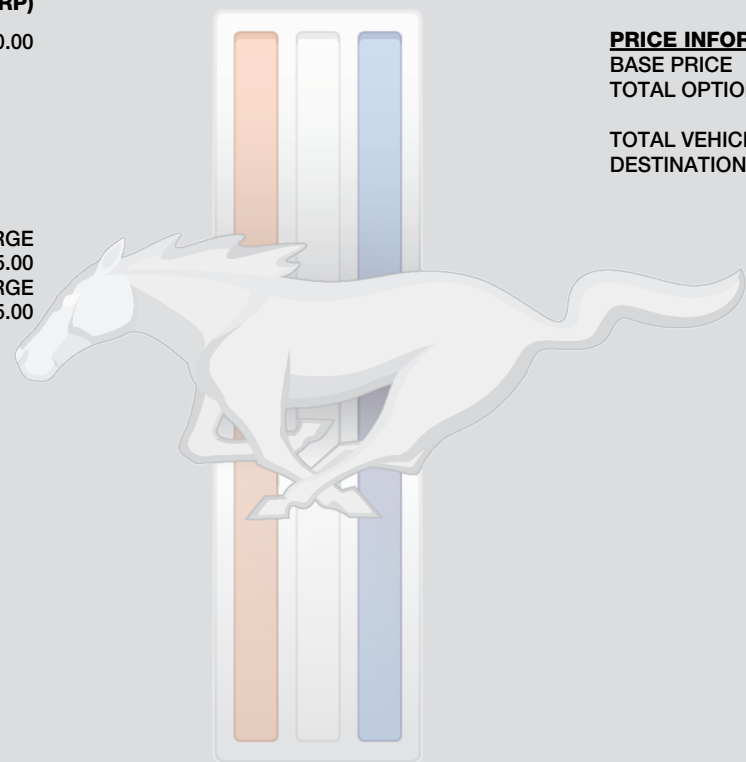 RP)
0.00
RGE
5.00
RGE
5.00
PRICE INFOR
BASE PRICE
TOTAL OPTIO
TOTAL VEHICL
DESTINATION